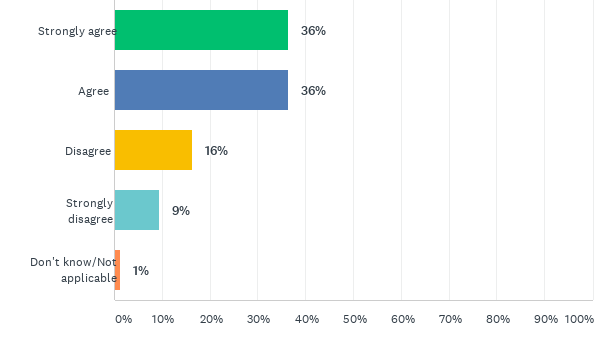 Strongly agree 36%
Agree 36%
Disagree 16%
Strongly
disagree 9%
Don't know/Not
applicable 1%
0% 10% 20% 30% 40% 50% 60% 70% 80% 90% 100%